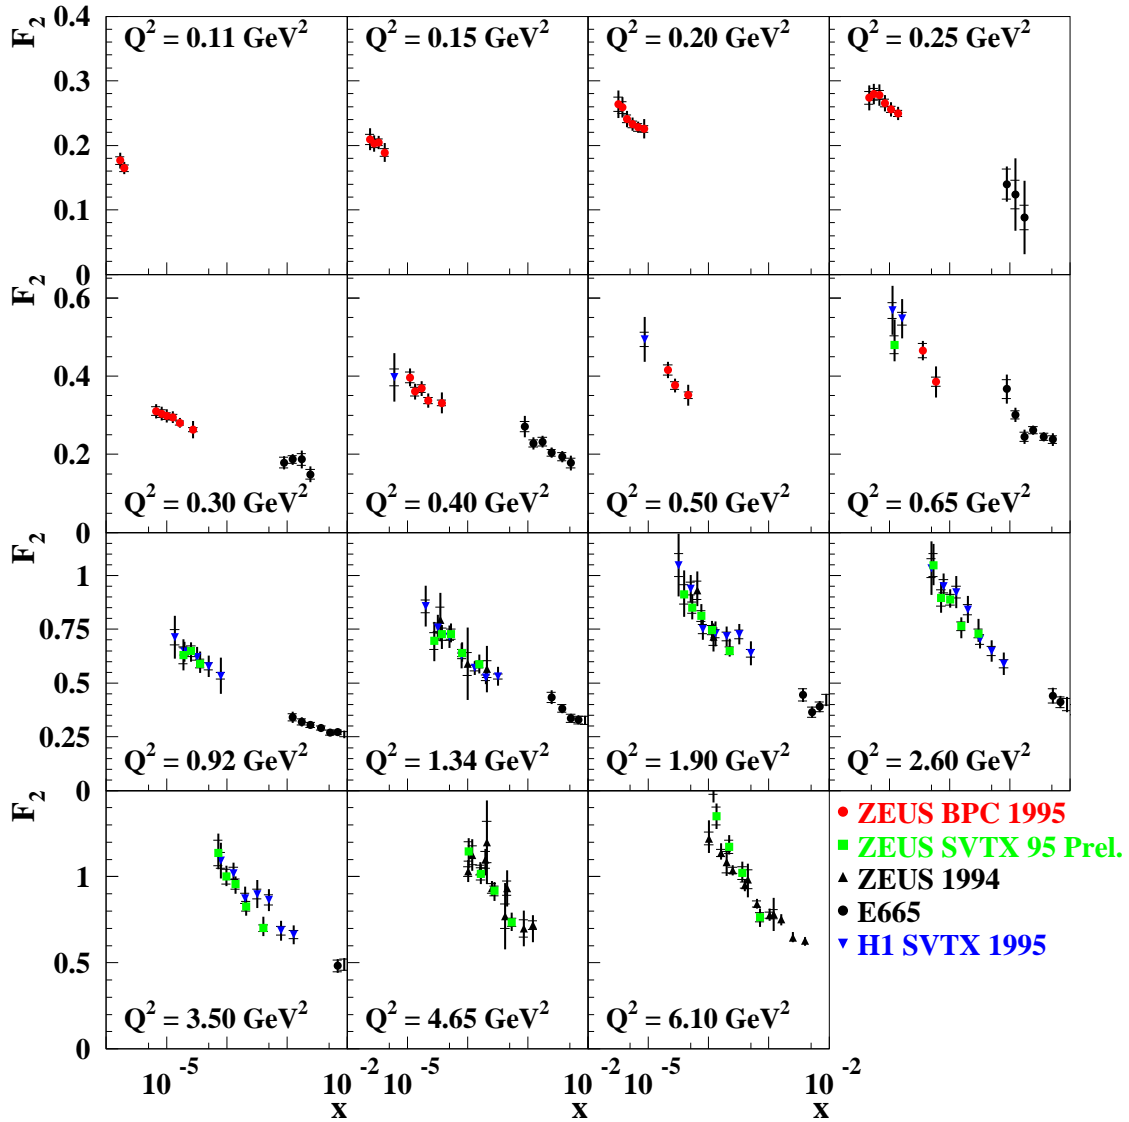 F2
0.4
0.3
0.2
0.1
0
Q² = 0.11 GeV²
Q² = 0.15 GeV²
Q² = 0.20 GeV²
Q² = 0.25 GeV²
F2
0.6
0.4
0.2
0
Q² = 0.30 GeV²
Q² = 0.40 GeV²
Q² = 0.50 GeV²
Q² = 0.65 GeV²
F2
1
0.75
0.5
0.25
0
Q² = 0.92 GeV²
Q² = 1.34 GeV²
Q² = 1.90 GeV²
Q² = 2.60 GeV²
F2
1
0.5
0
Q² = 3.50 GeV²
Q² = 4.65 GeV²
Q² = 6.10 GeV²
ZEUS BPC 1995
ZEUS SVTX 95 Prel.
ZEUS 1994
E665
H1 SVTX 1995
10⁻⁵ 10⁻² 10⁻⁵ 10⁻² 10⁻⁵ 10⁻²
x x x